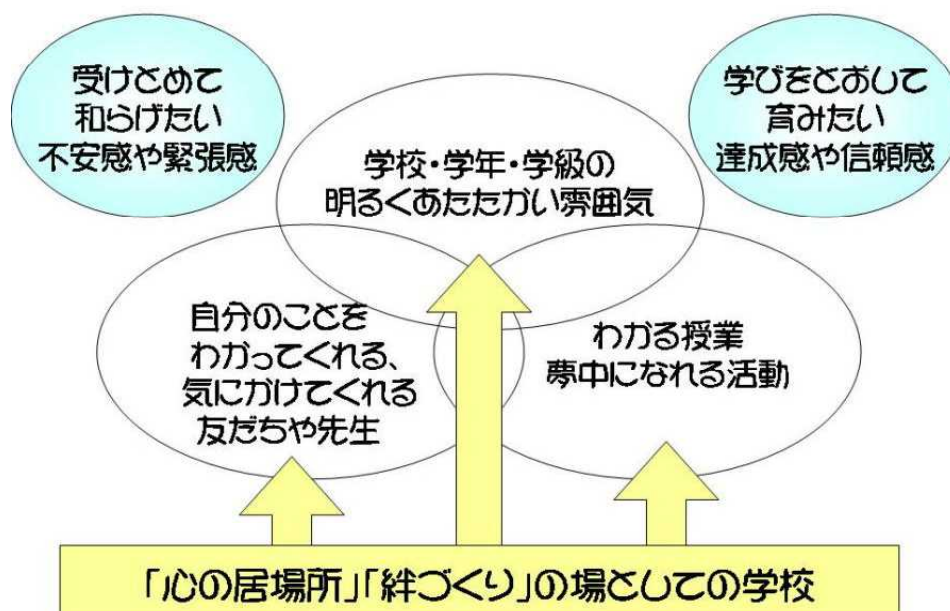 受けとめて
和らげたい
不安感や緊張感
学びをとおして
育みたい
達成感や信頼感
学校・学年・学級の
明るくあたたかい雰囲気
自分のことを
わかってくれる、
気にかけてくれる
友だちや先生
わかる授業
夢中になれる活動
「心の居場所」「絆づくり」の場としての学校